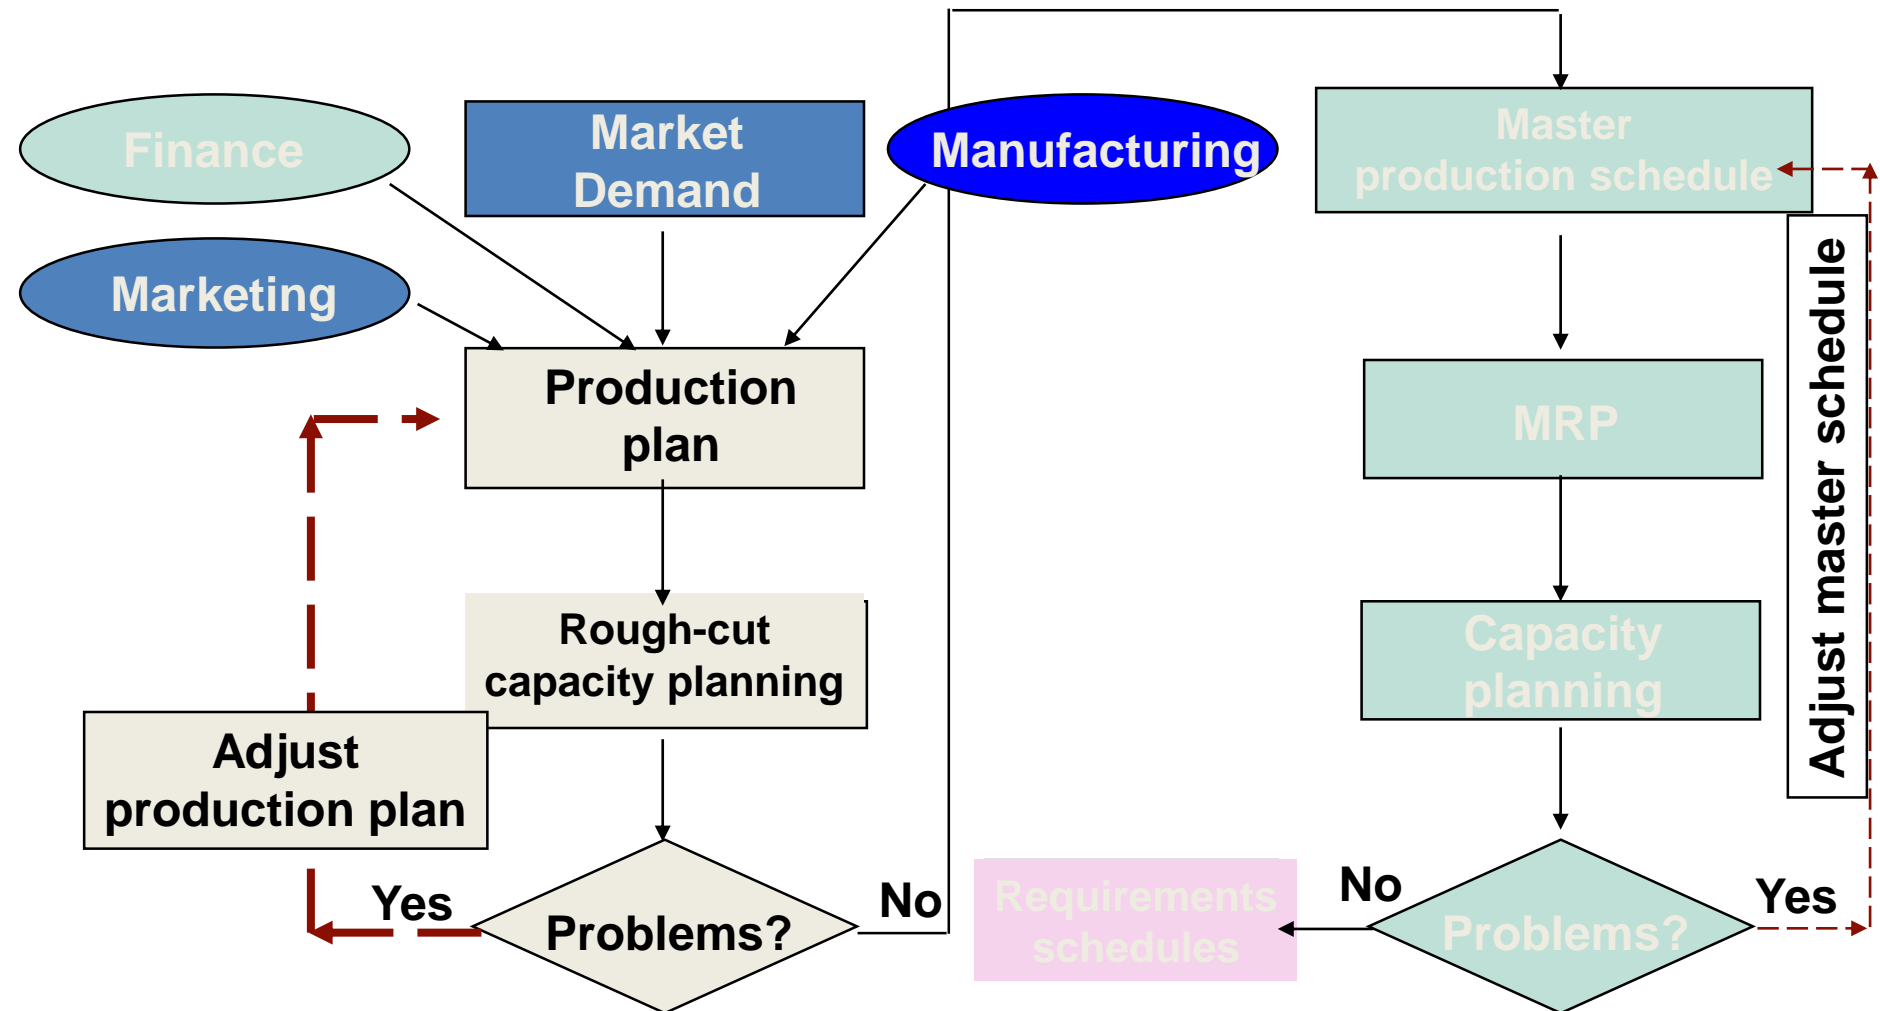 Finance
Market
Demand
Manufacturing
Master
production schedule
Marketing
Production
plan
MRP
Adjust master schedule
Rough-cut
capacity planning
Capacity
planning
Adjust
production plan
Yes
Problems?
No
Requirements
schedules
No
Problems?
Yes